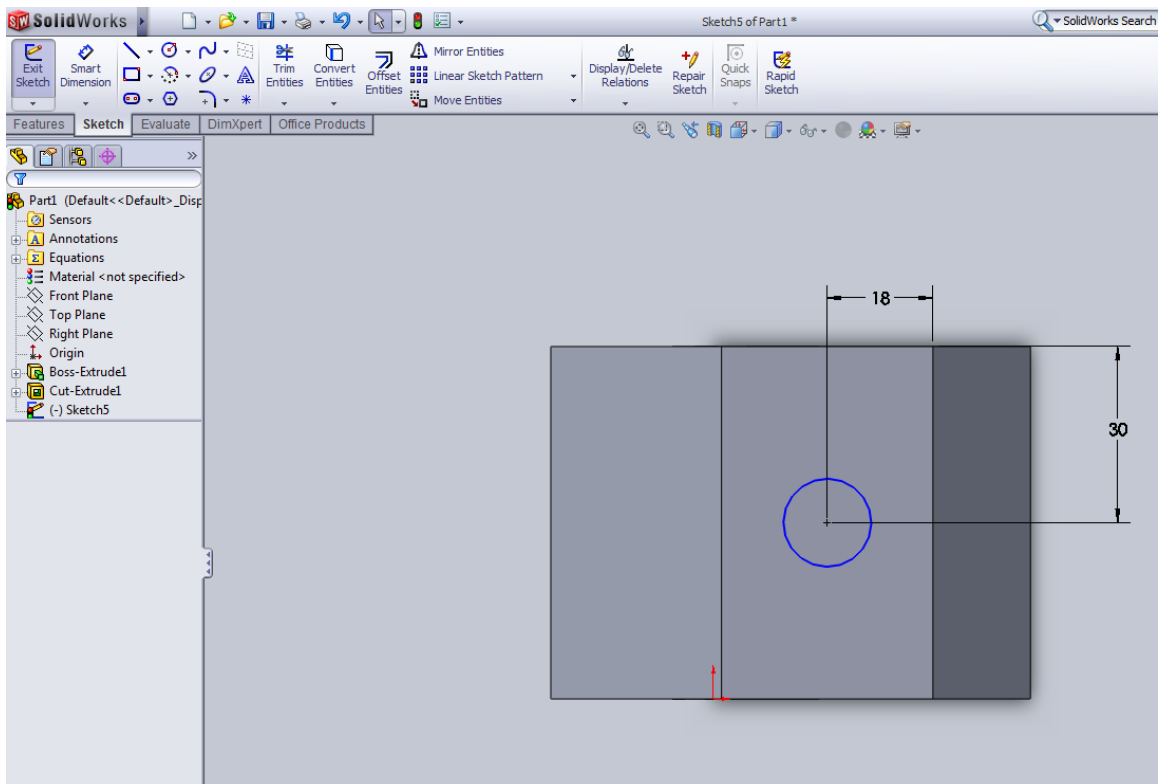 SolidWorks
Sketch5 of Part1 *
SolidWorks Search
Exit Sketch
Smart Dimension
Trim Entities
Convert Entities
Offset Entities
Mirror Entities
Linear Sketch Pattern
Move Entities
Display/Delete Relations
Repair Sketch
Quick Snaps
Rapid Sketch
Features
Sketch
Evaluate
DimXpert
Office Products
Part1 (Default<<Default>_Disp
Sensors
Annotations
Equations
Material <not specified>
Front Plane
Top Plane
Right Plane
Origin
Boss-Extrude1
Cut-Extrude1
(-) Sketch5
18
30